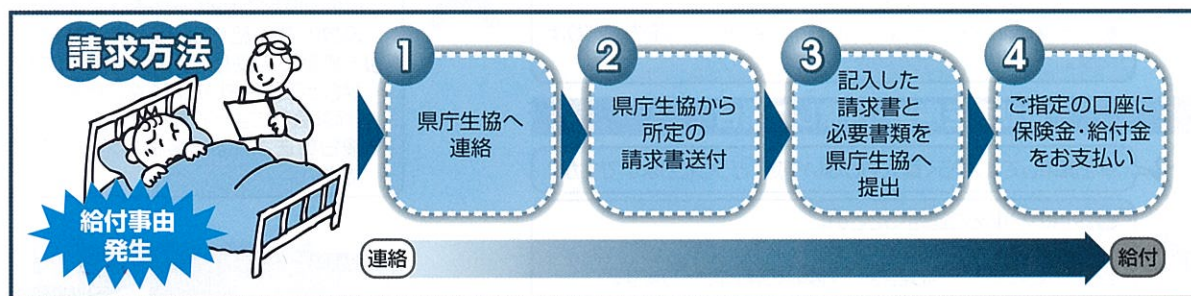 請求方法
給付事由
発生
1
県庁生協へ
連絡
2
県庁生協から
所定の
請求書送付
3
記入した
請求書と
必要書類を
県庁生協へ
提出
4
ご指定の口座に
保険金・給付金
をお支払い
連絡
給付